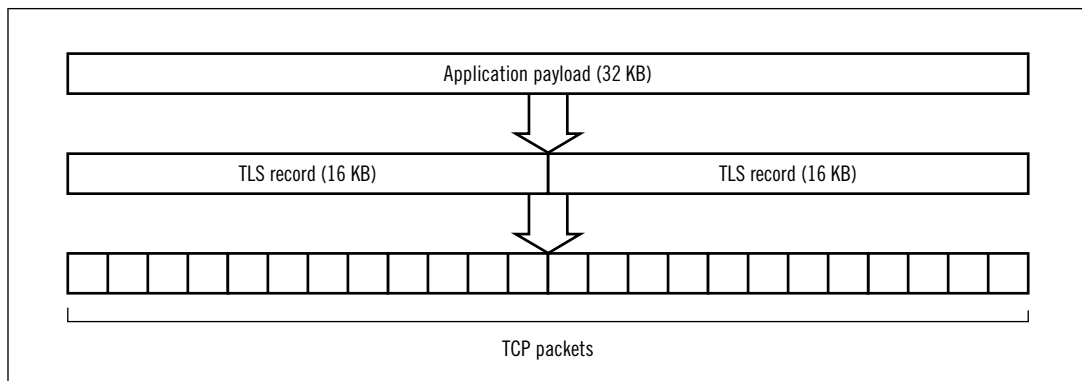 Application payload (32 KB)
TLS record (16 KB)
TLS record (16 KB)
TCP packets